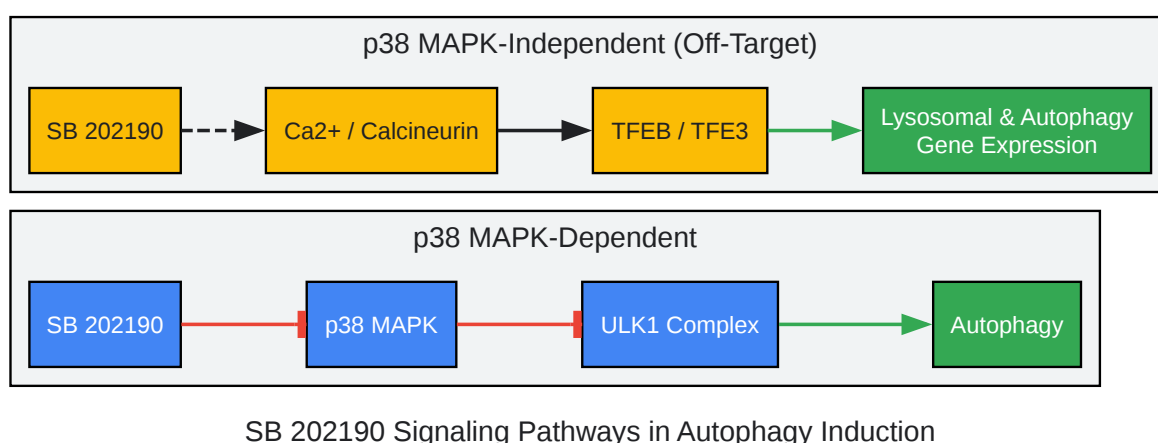 p38 MAPK-Independent (Off-Target)
SB 202190
Ca2+ / Calcineurin
TFEB / TFE3
Lysosomal & Autophagy
Gene Expression
p38 MAPK-Dependent
SB 202190
p38 MAPK
ULK1 Complex
Autophagy
SB 202190 Signaling Pathways in Autophagy Induction